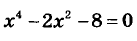 x⁴ − 2x² − 8 = 0